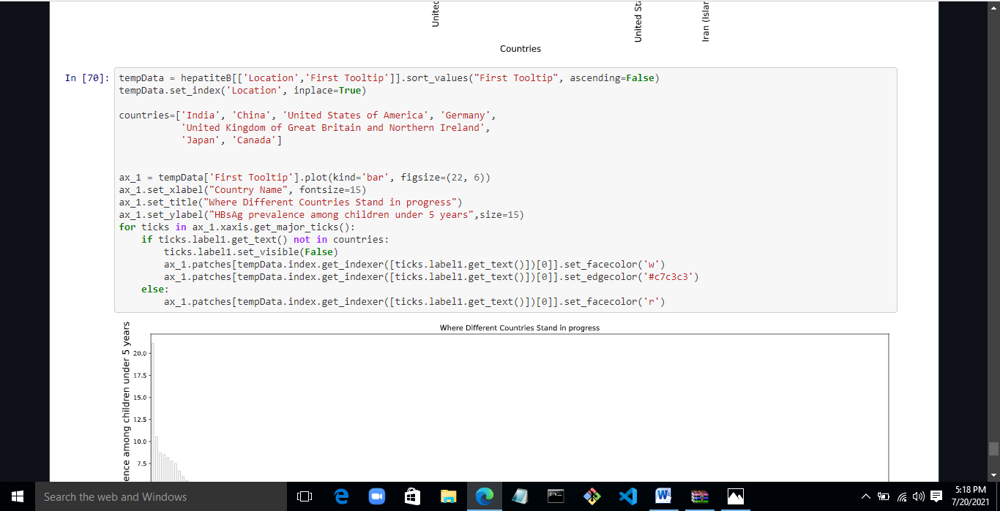 United
United St
Iran (Islar
Countries
In [70]:
tempData = hepatiteB[['Location','First Tooltip']].sort_values("First Tooltip", ascending=False)
tempData.set_index('Location', inplace=True)
countries=['India', 'China', 'United States of America', 'Germany',
'United Kingdom of Great Britain and Northern Ireland',
'Japan', 'Canada']
ax_1 = tempData['First Tooltip'].plot(kind='bar', figsize=(22, 6))
ax_1.set_xlabel("Country Name", fontsize=15)
ax_1.set_title("Where Different Countries Stand in progress")
ax_1.set_ylabel("HBsAg prevalence among children under 5 years",size=15)
for ticks in ax_1.xaxis.get_major_ticks():
    if ticks.label1.get_text() not in countries:
        ticks.label1.set_visible(False)
        ax_1.patches[tempData.index.get_indexer([ticks.label1.get_text()])[0]].set_facecolor('w')
        ax_1.patches[tempData.index.get_indexer([ticks.label1.get_text()])[0]].set_edgecolor('#c7c3c3')
    else:
        ax_1.patches[tempData.index.get_indexer([ticks.label1.get_text()])[0]].set_facecolor('r')
Where Different Countries Stand in progress
ence among children under 5 years
20.0
17.5
15.0
12.5
10.0
7.5
Search the web and Windows
5:18 PM
7/20/2021